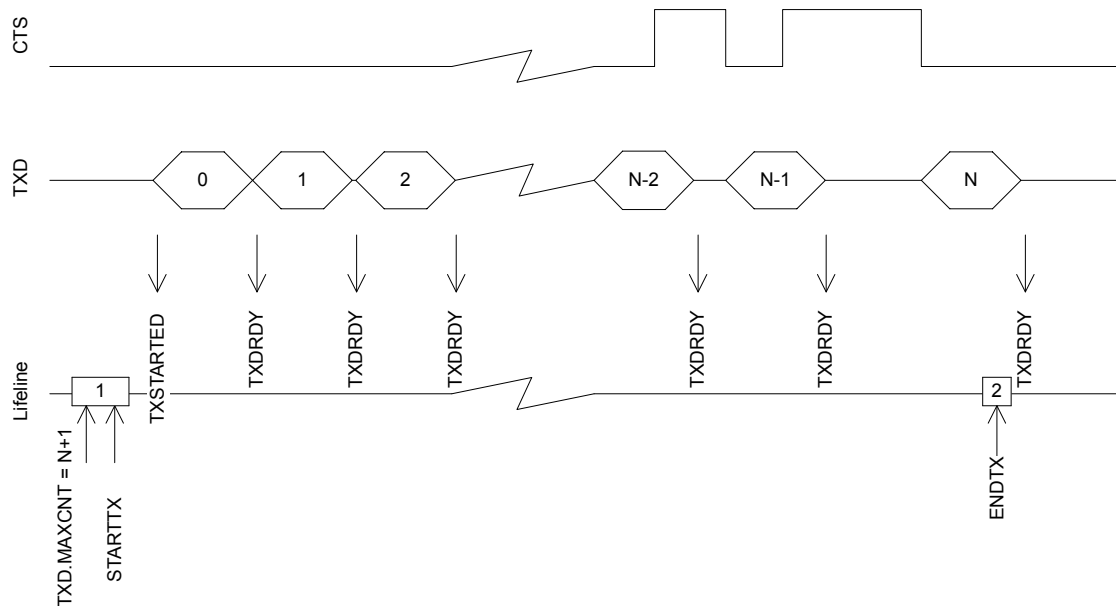 CTS
TXD
0
1
2
N-2
N-1
N
TXSTARTED
TXDRDY
TXDRDY
TXDRDY
TXDRDY
TXDRDY
TXDRDY
Lifeline
1
2
TXD.MAXCNT = N+1
STARTTX
ENDTX